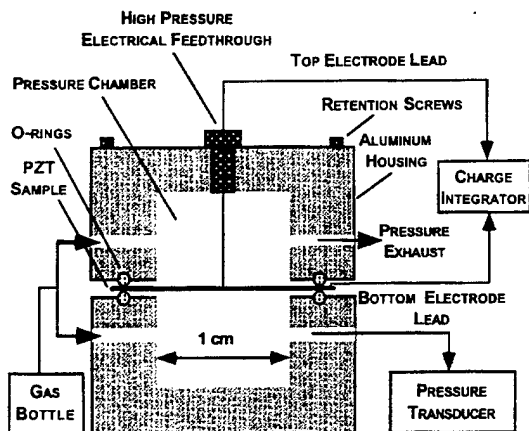 HIGH PRESSURE
ELECTRICAL FEEDTHROUGH
TOP ELECTRODE LEAD
PRESSURE CHAMBER
RETENTION SCREWS
O-RINGS
ALUMINUM
HOUSING
PZT
SAMPLE
CHARGE
INTEGRATOR
PRESSURE
EXHAUST
BOTTOM ELECTRODE
LEAD
1 cm
GAS
BOTTLE
PRESSURE
TRANSDUCER